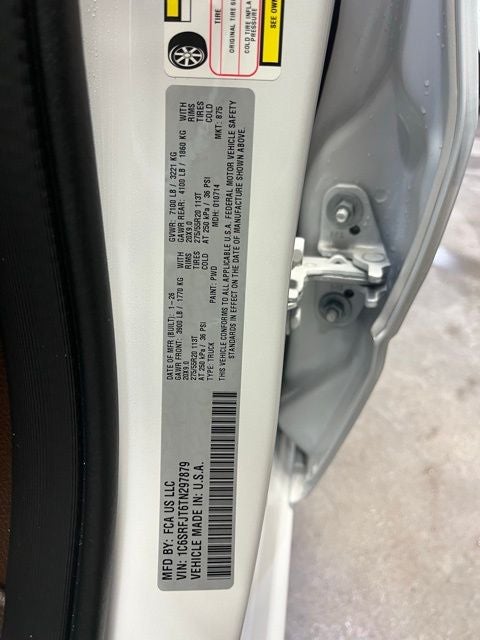 TIRE
ORIGINAL TIRE SI
COLD TIRE INFLA
PRESSURE
SEE OWN
MFD BY: FCA US LLC
VIN: 1C6SRFJT6TN297879
VEHICLE MADE IN: U.S.A.
DATE OF MFR (BUILT): 1-26 GVWR: 7100 LB / 3221 KG
GAWR FRONT: 3900 LB / 1770 KG WITH GAWR REAR: 4100 LB / 1860 KG WITH
20X9.0 RIMS 20X9.0 RIMS
275/55R20 113T TIRES 275/55R20 113T TIRES
AT 250 kPa / 36 PSI COLD AT 250 kPa / 36 PSI COLD
TYPE: TRUCK PAINT: PWD MDH: 010714 MKT: 875
THIS VEHICLE CONFORMS TO ALL APPLICABLE U.S.A. FEDERAL MOTOR VEHICLE SAFETY
STANDARDS IN EFFECT ON THE DATE OF MANUFACTURE SHOWN ABOVE.